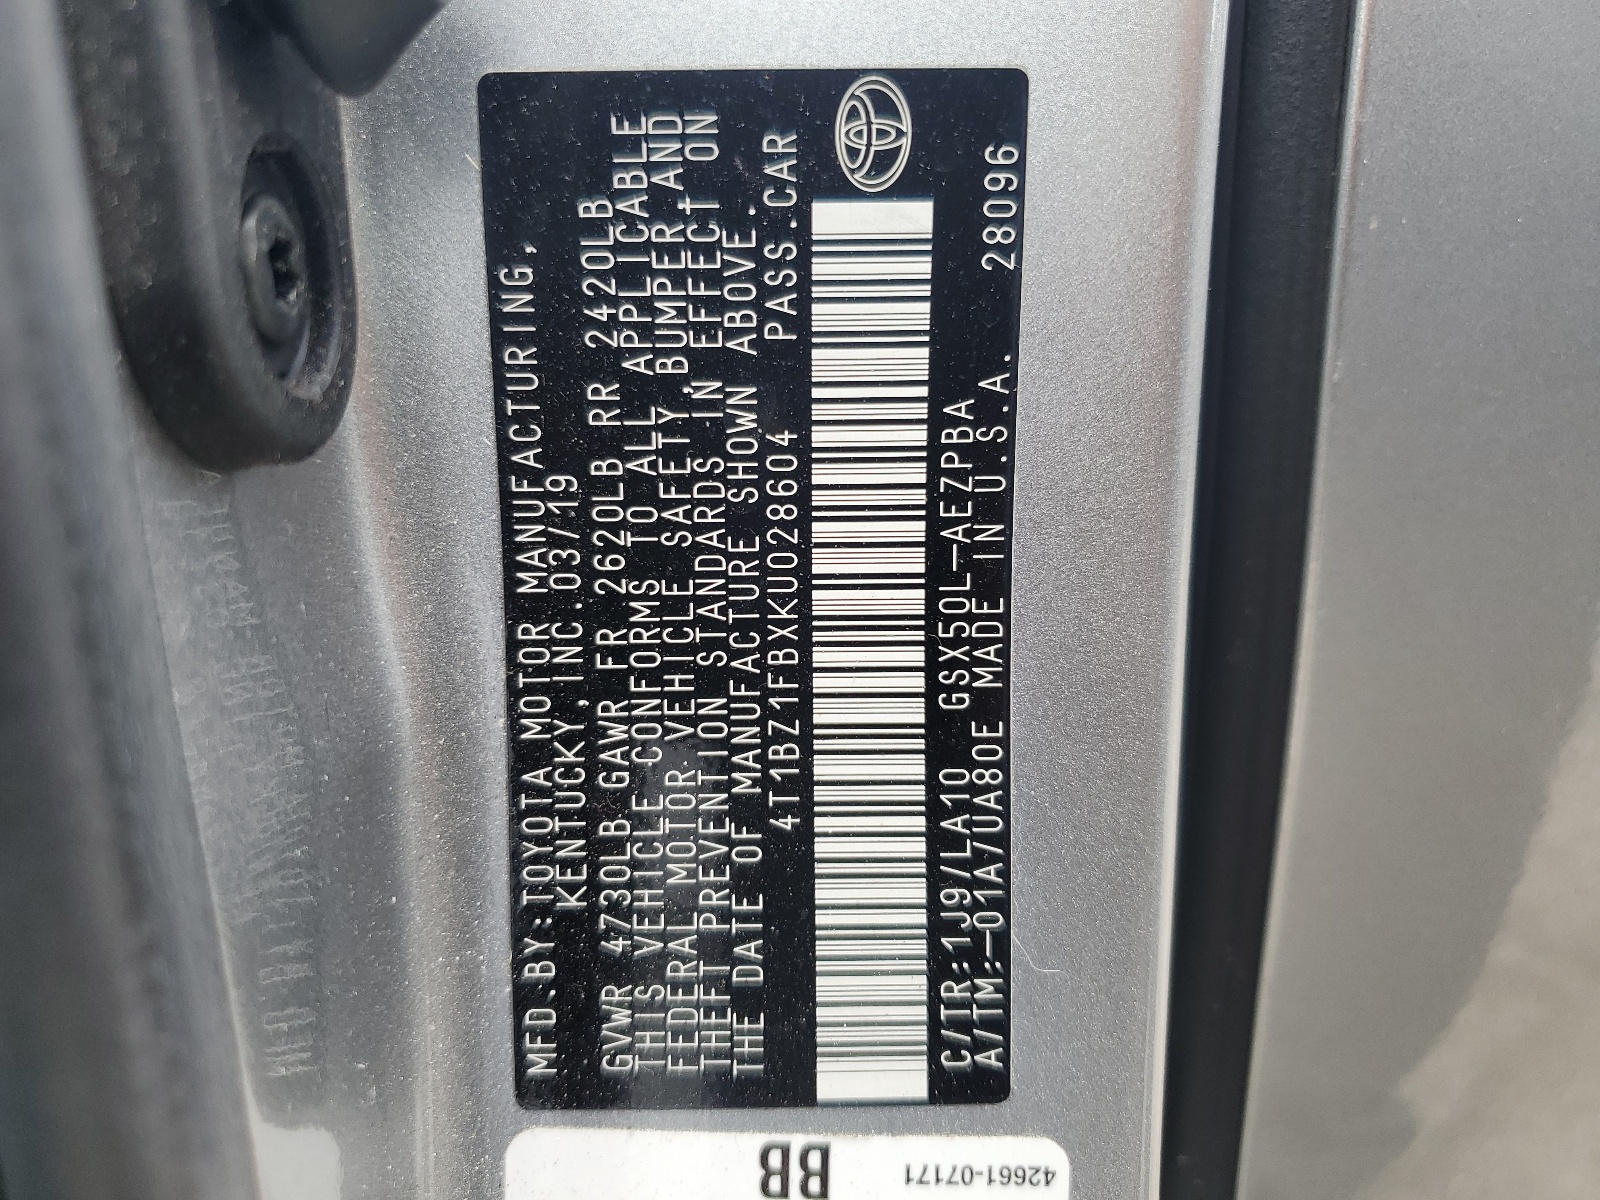 MFD.BY:TOYOTA MOTOR MANUFACTURING,
KENTUCKY,INC.03/19
GVWR 4730LB GAWR FR 2620LB RR 2420LB
THIS VEHICLE CONFORMS TO ALL APPLICABLE
FEDERAL MOTOR VEHICLE SAFETY,BUMPER,AND
THEFT PREVENTION STANDARDS IN EFFECT ON
THE DATE OF MANUFACTURE SHOWN ABOVE.
4T1BZ1FBXKU028604 PASS.CAR
C/TR:1J9/LA10 GSX50L-AEZPBA
A/TM:-01A/UA80E MADE IN U.S.A. 28096
BB
42661-07171